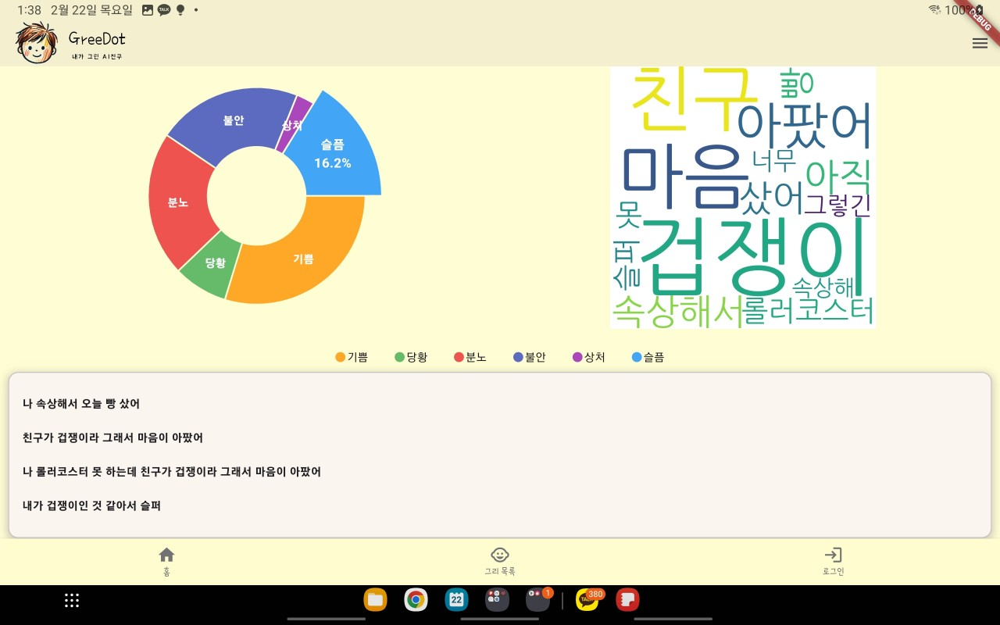 1:38 2월 22일 목요일
100%
DEBUG
GreeDot
내가 그린 AI친구
불안
상처
슬픔
16.2%
분노
당황
기쁨
친구
빵
아팠어
마음
너무
아직
샀어
그렇긴
못
겁쟁이
슬퍼
속상해
속상해서
롤러코스터
기쁨 당황 분노 불안 상처 슬픔
나 속상해서 오늘 빵 샀어
친구가 겁쟁이라 그래서 마음이 아팠어
나 롤러코스터 못 하는데 친구가 겁쟁이라 그래서 마음이 아팠어
내가 겁쟁이인 것 같아서 슬퍼
홈 그리 목록 로그인
22 1 TALK 380